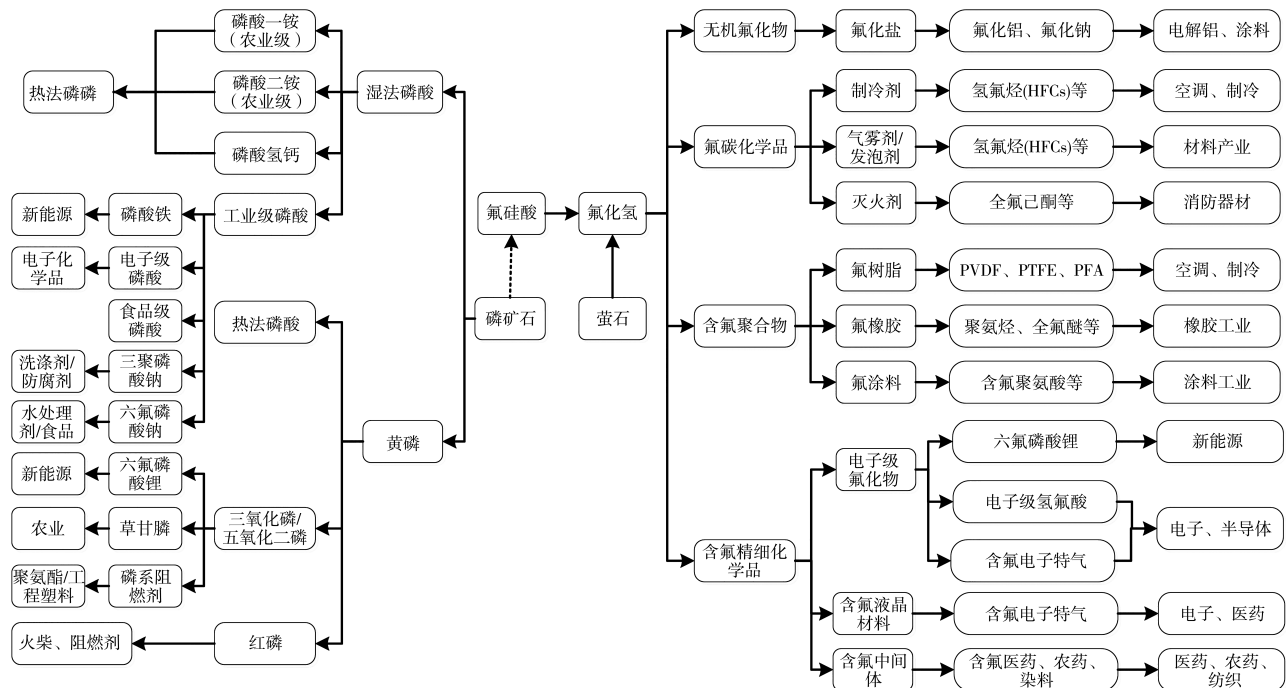 磷酸一铵
（农业级）
热法磷磷
磷酸二铵
（农业级）
湿法磷酸
磷酸氢钙
新能源
磷酸铁
工业级磷酸
电子化
学品
电子级
磷酸
食品级
磷酸
热法磷酸
洗涤剂/
防腐剂
三聚磷
酸钠
水处理
剂/食品
六氟磷
酸钠
黄磷
新能源
六氟磷
酸锂
农业
草甘膦
三氧化磷/
五氧化二磷
聚氨酯/工
程塑料
磷系阻
燃剂
火柴、阻燃剂
红磷
氟硅酸
氟化氢
磷矿石
萤石
无机氟化物
氟化盐
氟化铝、氟化钠
电解铝、涂料
氟碳化学品
制冷剂
氢氟烃(HFCs)等
空调、制冷
气雾剂/
发泡剂
氢氟烃(HFCs)等
材料产业
灭火剂
全氟己酮等
消防器材
含氟聚合物
氟树脂
PVDF、PTFE、PFA
空调、制冷
氟橡胶
聚氨烃、全氟醚等
橡胶工业
氟涂料
含氟聚氨酸等
涂料工业
含氟精细化
学品
电子级
氟化物
六氟磷酸锂
新能源
电子级氢氟酸
含氟电子特气
电子、半导体
含氟液晶
材料
含氟电子特气
电子、医药
含氟中间
体
含氟医药、农药、
染料
医药、农药、
纺织